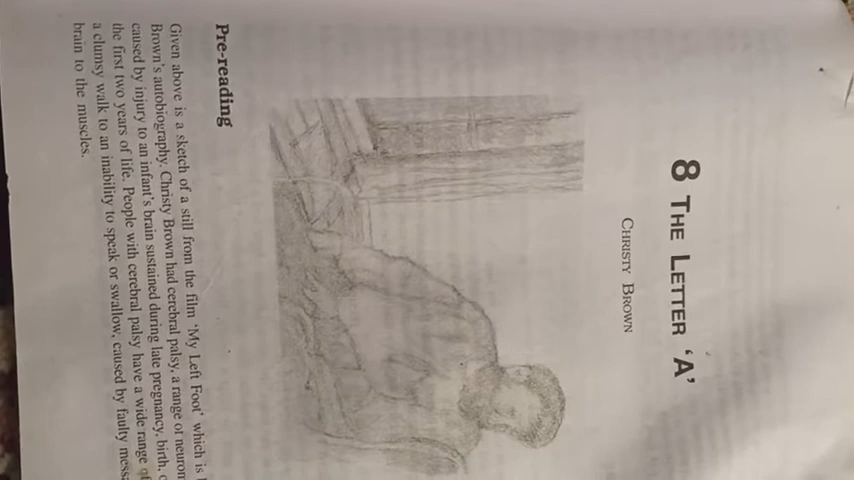 8 THE LETTER 'A'
CHRISTY BROWN
Pre-reading
Given above is a sketch of a still from the film 'My Left Foot' which is
Brown's autobiography. Christy Brown had cerebral palsy, a range of
caused by injury to an infant's brain sustained during late pregnancy, birth,
the first two years of life. People with cerebral palsy have a wide range of
a clumsy walk to an inability to speak or swallow, caused by faulty
brain to the muscles.